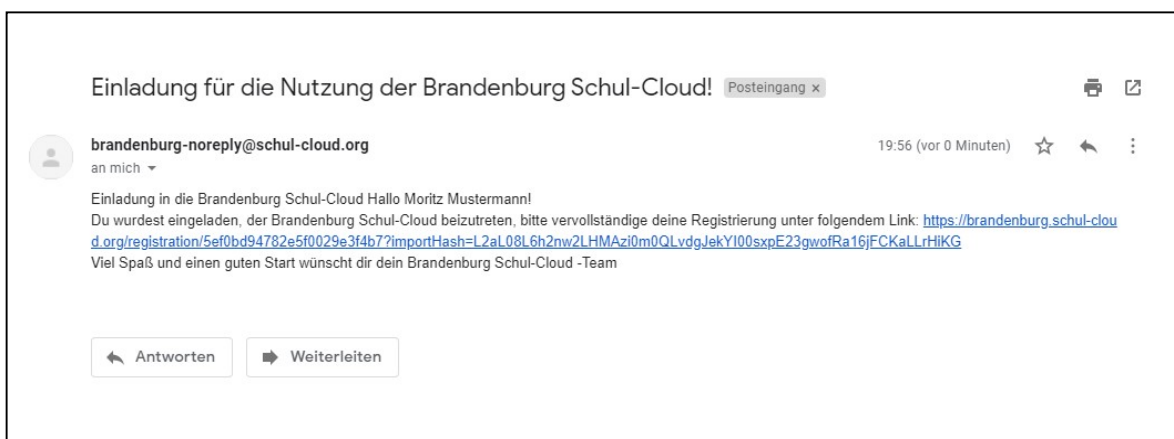 Einladung für die Nutzung der Brandenburg Schul-Cloud! Posteingang x
brandenburg-noreply@schul-cloud.org 19:56 (vor 0 Minuten)
an mich
Einladung in die Brandenburg Schul-Cloud Hallo Moritz Mustermann!
Du wurdest eingeladen, der Brandenburg Schul-Cloud beizutreten, bitte vervollständige deine Registrierung unter folgendem Link: https://brandenburg.schul-clou
d.org/registration/5ef0bd94782e5f0029e3f4b7?importHash=L2aL08L6h2nw2LHMAzi0m0QLvdgJekYI00sxpE23gwofRa16jFCKaLLrHiKG
Viel Spaß und einen guten Start wünscht dir dein Brandenburg Schul-Cloud -Team
Antworten Weiterleiten